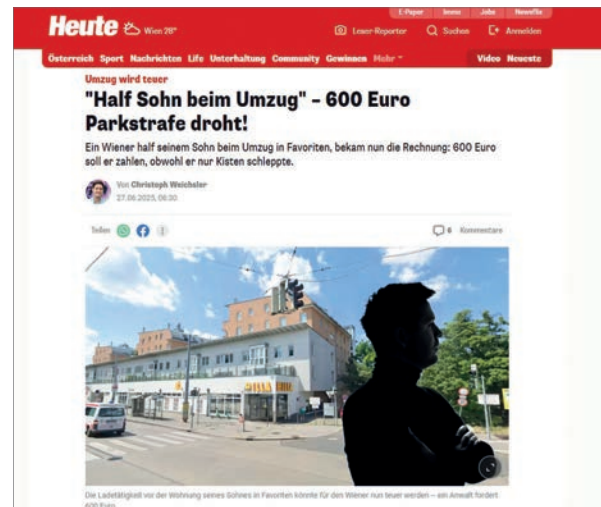 E-Paper Immo Jobs Newsflix
Heute Wien 28° Leser-Reporter Suchen Anmelden
Österreich Sport Nachrichten Life Unterhaltung Community Gewinnen Mehr Video Neueste
Umzug wird teuer
"Half Sohn beim Umzug" – 600 Euro
Parkstrafe droht!
Ein Wiener half seinem Sohn beim Umzug in Favoriten, bekam nun die Rechnung: 600 Euro
soll er zahlen, obwohl er nur Kisten schleppte.
Von Christoph Weichsler
27.06.2025, 06:30
Teilen 6 Kommentare
BILLA
Die Ladetätigkeit vor der Wohnung seines Sohnes in Favoriten könnte für den Wiener nun teuer werden – ein Anwalt fordert
600 Euro.